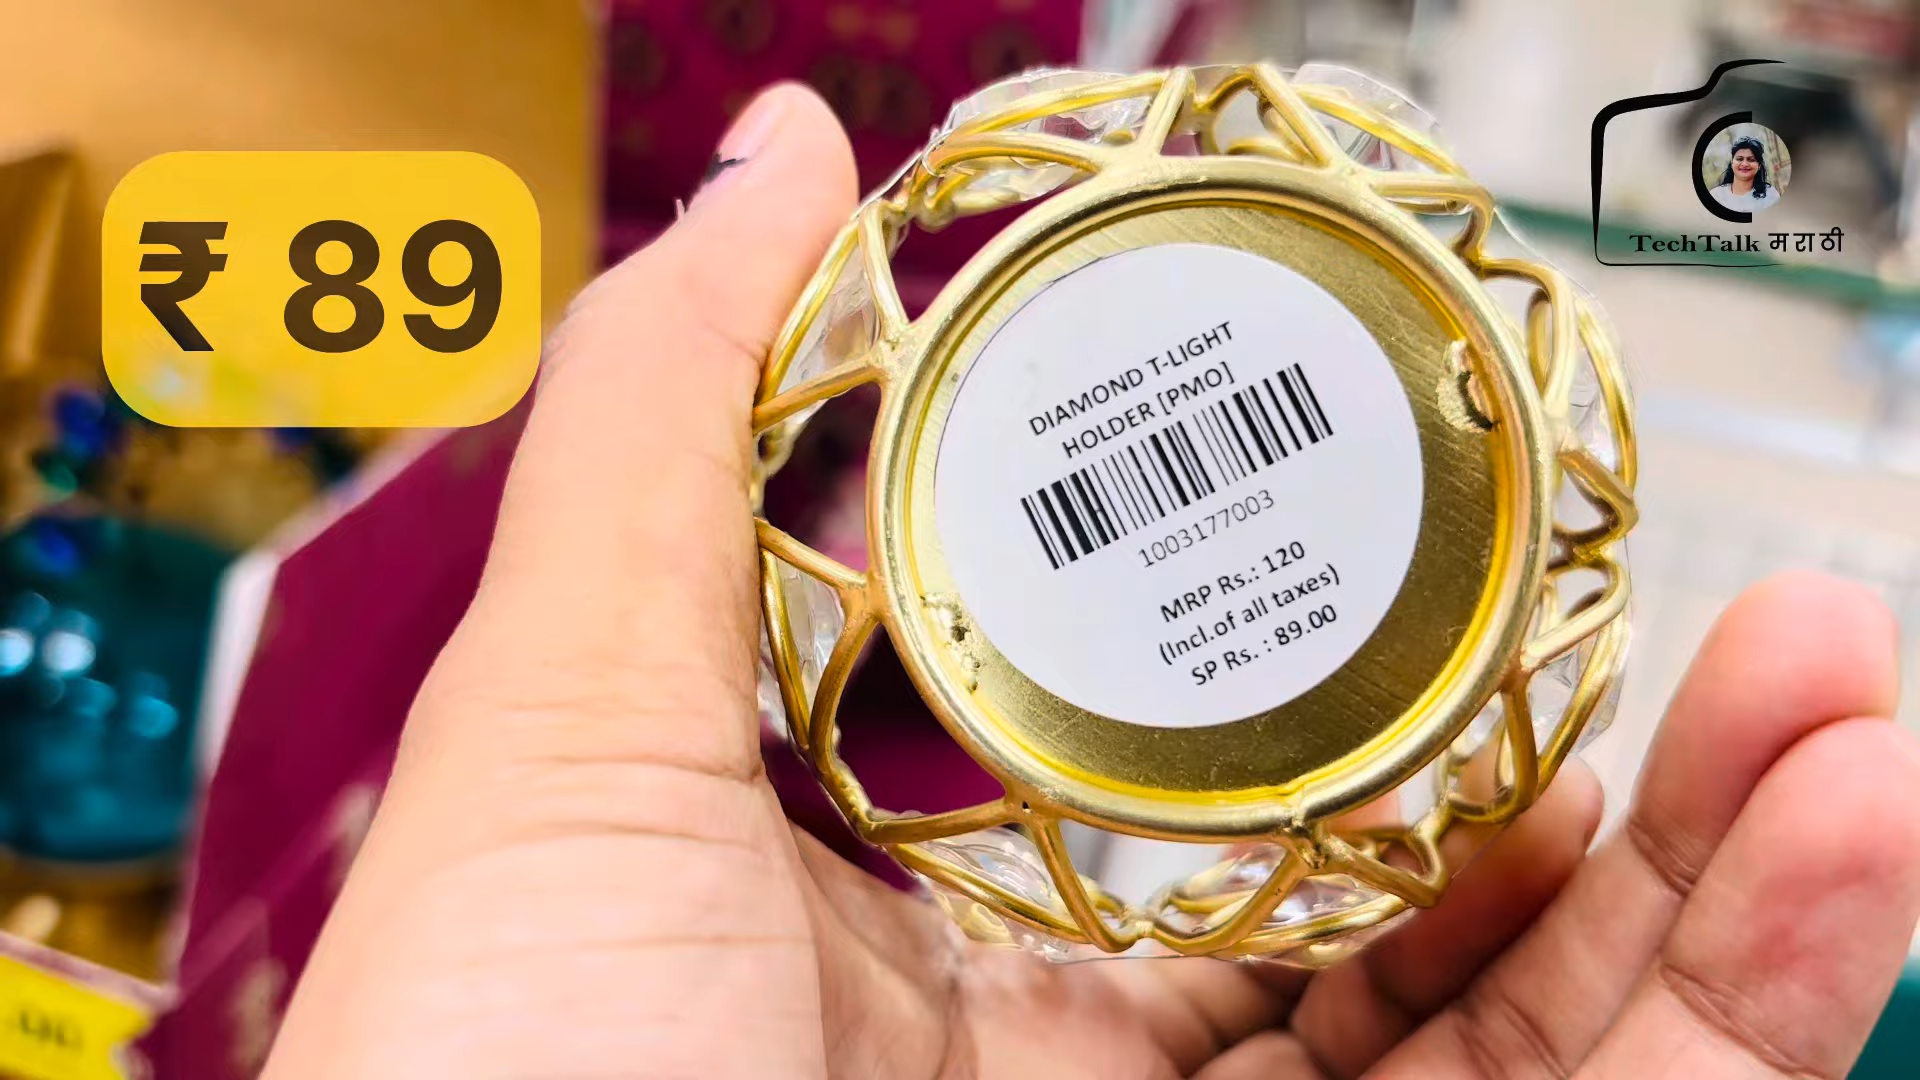 ₹ 89
TechTalk मराठी
DIAMOND T-LIGHT
HOLDER [PMO]
1003177003
MRP Rs.: 120
(Incl.of all taxes)
SP Rs. : 89.00